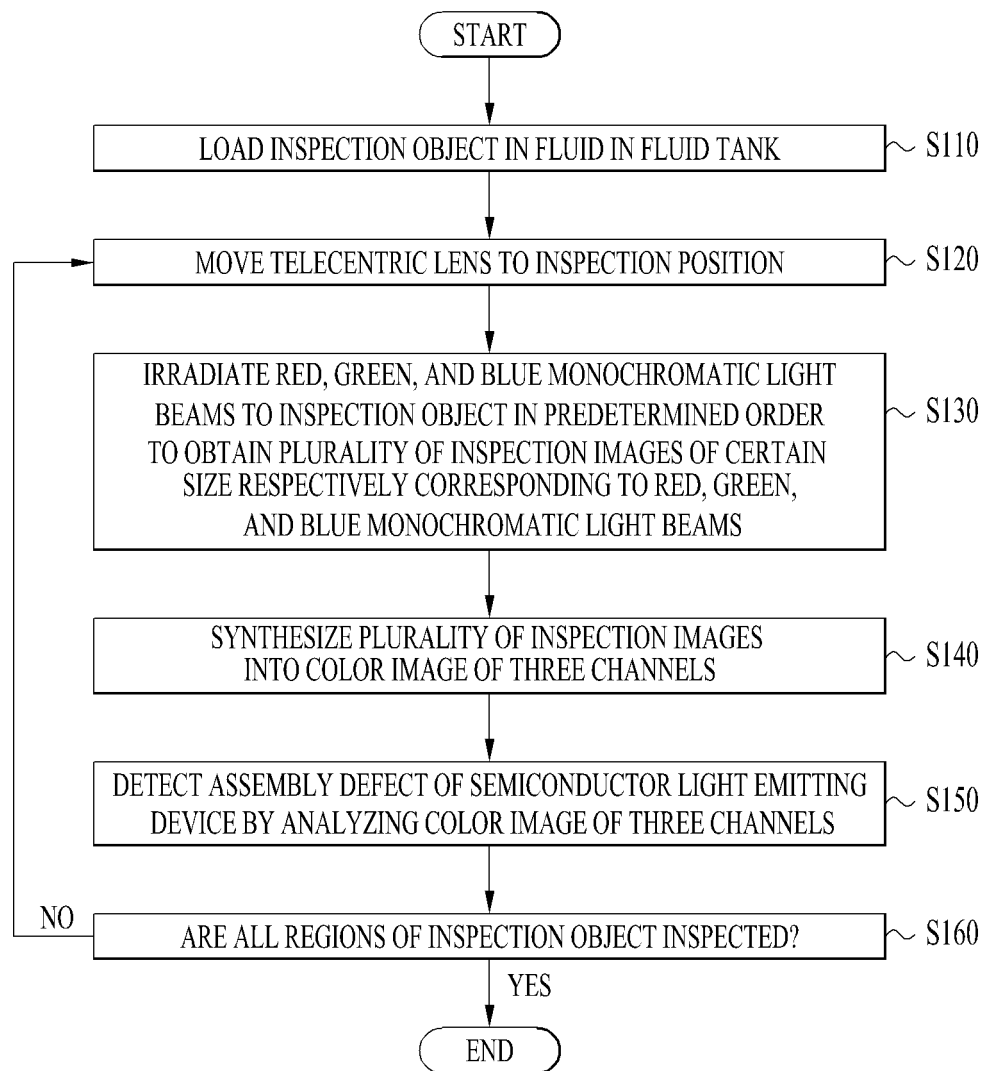 START
LOAD INSPECTION OBJECT IN FLUID IN FLUID TANK
S110
MOVE TELECENTRIC LENS TO INSPECTION POSITION
S120
IRRADIATE RED, GREEN, AND BLUE MONOCHROMATIC LIGHT
BEAMS TO INSPECTION OBJECT IN PREDETERMINED ORDER
TO OBTAIN PLURALITY OF INSPECTION IMAGES OF CERTAIN
SIZE RESPECTIVELY CORRESPONDING TO RED, GREEN,
AND BLUE MONOCHROMATIC LIGHT BEAMS
S130
SYNTHESIZE PLURALITY OF INSPECTION IMAGES
INTO COLOR IMAGE OF THREE CHANNELS
S140
DETECT ASSEMBLY DEFECT OF SEMICONDUCTOR LIGHT EMITTING
DEVICE BY ANALYZING COLOR IMAGE OF THREE CHANNELS
S150
NO
ARE ALL REGIONS OF INSPECTION OBJECT INSPECTED?
S160
YES
END